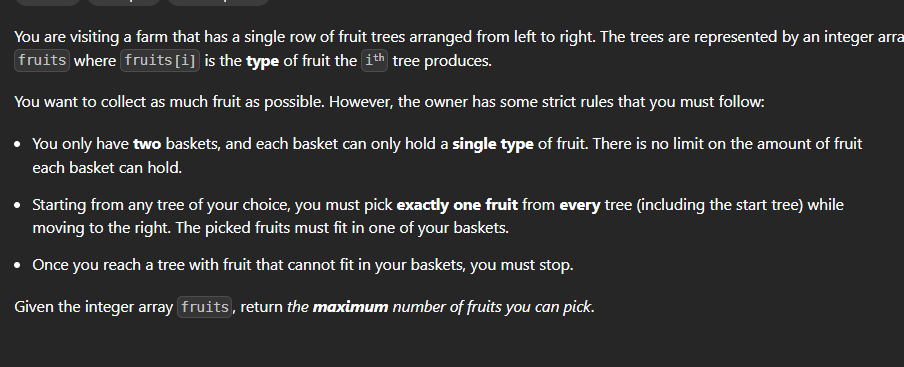 You are visiting a farm that has a single row of fruit trees arranged from left to right. The trees are represented by an integer arra
fruits where fruits[i] is the type of fruit the ith tree produces.
You want to collect as much fruit as possible. However, the owner has some strict rules that you must follow:
• You only have two baskets, and each basket can only hold a single type of fruit. There is no limit on the amount of fruit
each basket can hold.
• Starting from any tree of your choice, you must pick exactly one fruit from every tree (including the start tree) while
moving to the right. The picked fruits must fit in one of your baskets.
• Once you reach a tree with fruit that cannot fit in your baskets, you must stop.
Given the integer array fruits, return the maximum number of fruits you can pick.